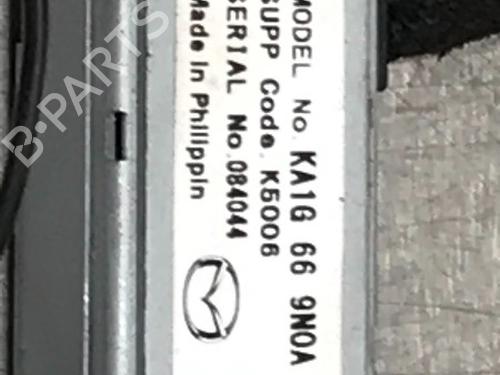 MODEL No. KA1G 66 9N0A
SUPP Code. K5006
SERIAL No.084044
Made in Philippin
B-PARTS